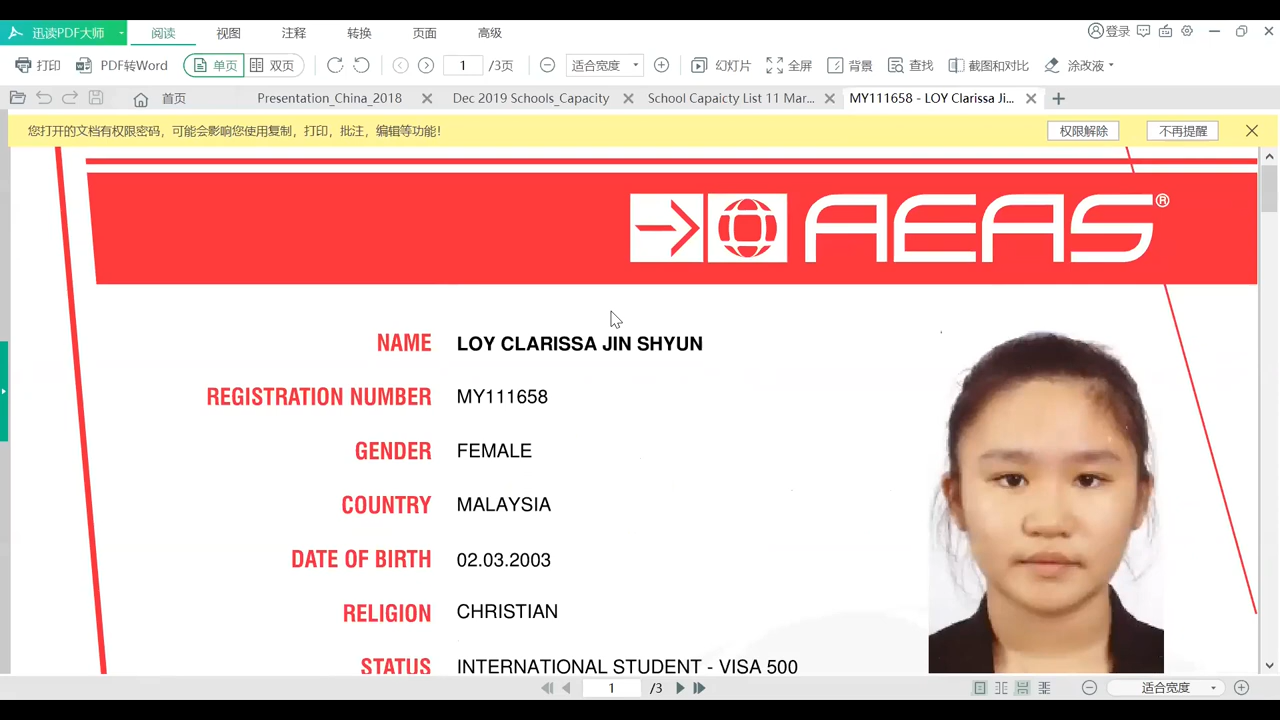 迅读PDF大师 阅读 视图 注释 转换 页面 高级 登录
打印 PDF转Word 单页 双页 1 /3页 适合宽度 幻灯片 全屏 背景 查找 截图和对比 涂改液
首页 Presentation_China_2018 Dec 2019 Schools_Capacity School Capaicty List 11 Mar... MY111658 - LOY Clarissa Ji...
您打开的文档有权限密码，可能会影响您使用复制，打印，批注，编辑等功能！ 权限解除 不再提醒
AEAS®
NAME LOY CLARISSA JIN SHYUN
REGISTRATION NUMBER MY111658
GENDER FEMALE
COUNTRY MALAYSIA
DATE OF BIRTH 02.03.2003
RELIGION CHRISTIAN
STATUS INTERNATIONAL STUDENT - VISA 500
1 /3 适合宽度